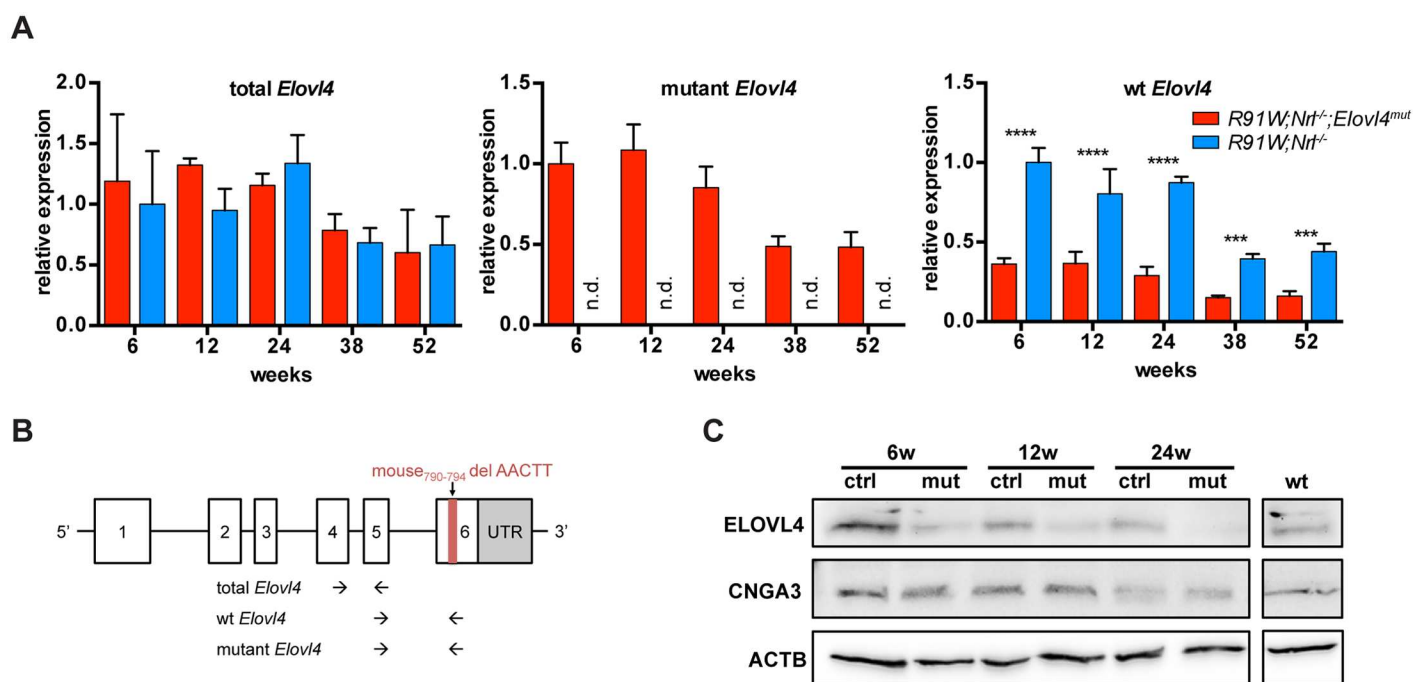 A
total Elovl4
relative expression
2.0
1.5
1.0
0.5
0.0
6 12 24 38 52
weeks
mutant Elovl4
relative expression
1.5
1.0
0.5
0.0
n.d. n.d. n.d. n.d. n.d.
6 12 24 38 52
weeks
wt Elovl4
R91W;Nrl-/-;Elovl4mut
R91W;Nrl-/-
relative expression
1.5
1.0
0.5
0.0
**** **** **** *** ***
6 12 24 38 52
weeks
B
mouse790-794 del AACTT
5' 1 2 3 4 5 6 UTR 3'
total Elovl4 → ←
wt Elovl4 → ←
mutant Elovl4 → ←
C
6w 12w 24w
ctrl mut ctrl mut ctrl mut wt
ELOVL4
CNGA3
ACTB